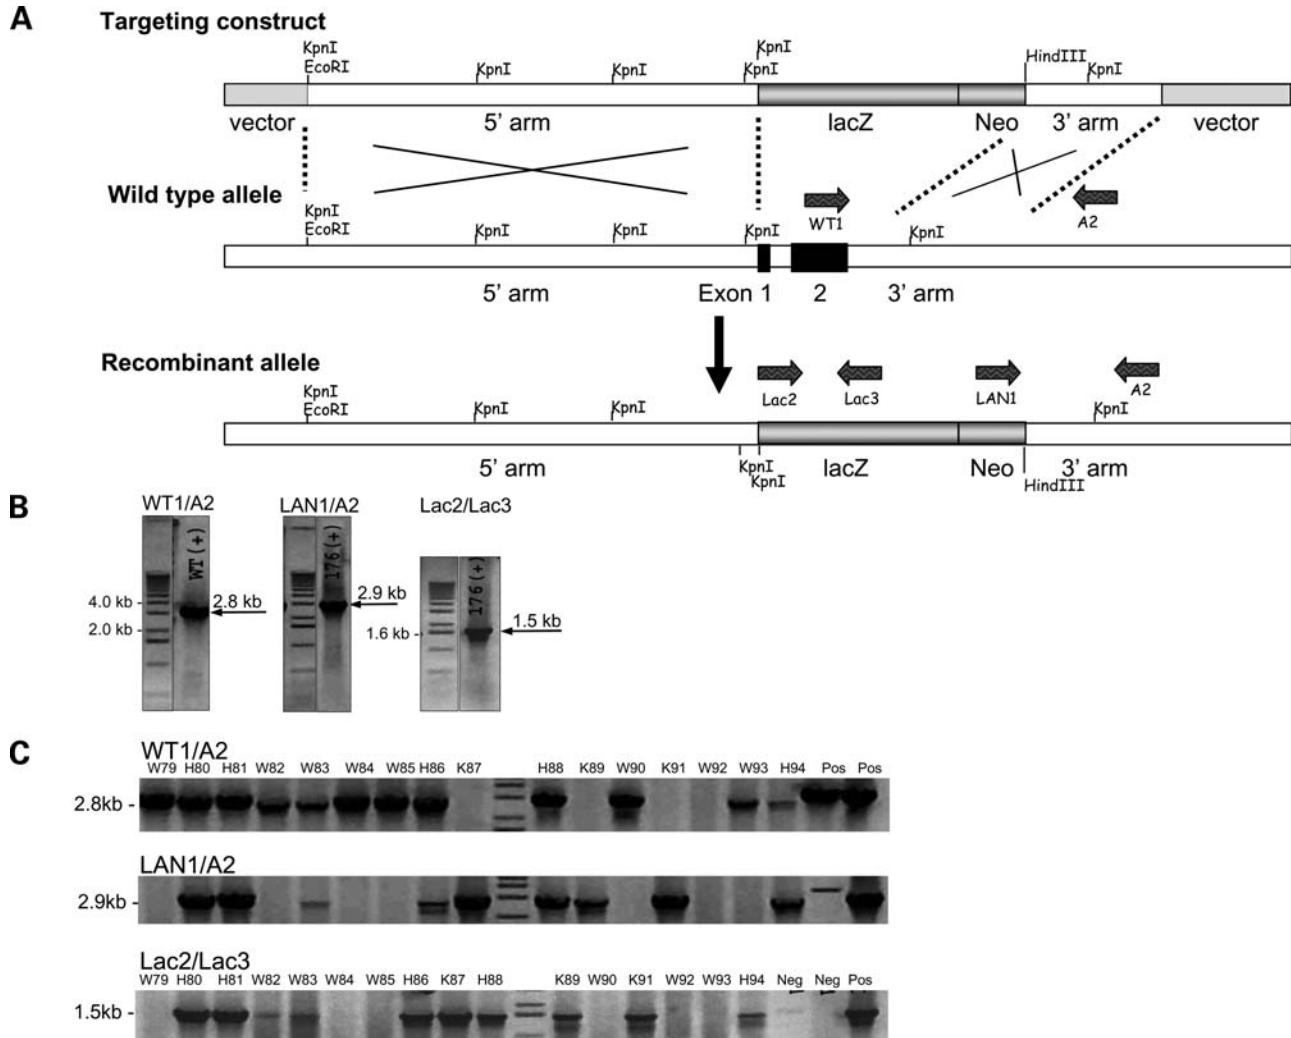 A
Targeting construct
KpnI
EcoRI
KpnI
KpnI
KpnI
KpnI
HindIII
KpnI
vector
5' arm
lacZ
Neo
3' arm
vector
Wild type allele
WT1
A2
KpnI
EcoRI
KpnI
KpnI
KpnI
KpnI
5' arm
Exon 1
2
3' arm
Recombinant allele
Lac2
Lac3
LAN1
A2
KpnI
EcoRI
KpnI
KpnI
KpnI
5' arm
KpnI
KpnI
lacZ
Neo
HindIII
3' arm
B
WT1/A2
LAN1/A2
Lac2/Lac3
WT(+)
176(+)
176(+)
4.0 kb -
2.8 kb
2.9 kb
2.0 kb -
1.6 kb -
1.5 kb
C
WT1/A2
W79 H80 H81 W82 W83 W84 W85 H86 K87 H88 K89 W90 K91 W92 W93 H94 Pos Pos
2.8kb -
LAN1/A2
2.9kb -
Lac2/Lac3
W79 H80 H81 W82 W83 W84 W85 H86 K87 H88 K89 W90 K91 W92 W93 H94 Neg Neg Pos
1.5kb -